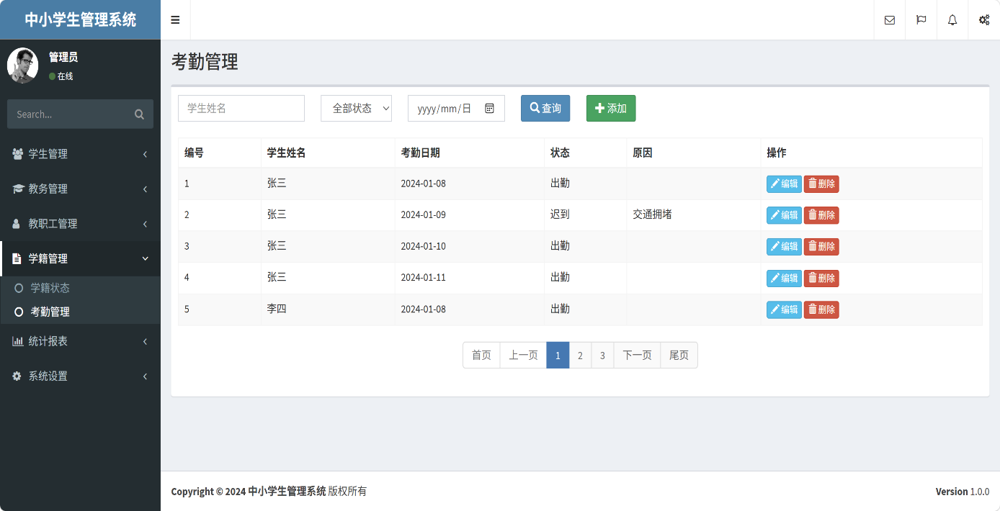 中小学生管理系统
管理员
在线
Search...
学生管理
教务管理
教职工管理
学籍管理
学籍状态
考勤管理
统计报表
系统设置
考勤管理
学生姓名 全部状态 yyyy/mm/日 查询 添加
编号 学生姓名 考勤日期 状态 原因 操作
1 张三 2024-01-08 出勤 编辑 删除
2 张三 2024-01-09 迟到 交通拥堵 编辑 删除
3 张三 2024-01-10 出勤 编辑 删除
4 张三 2024-01-11 出勤 编辑 删除
5 李四 2024-01-08 出勤 编辑 删除
首页 上一页 1 2 3 下一页 尾页
Copyright © 2024 中小学生管理系统 版权所有 Version 1.0.0